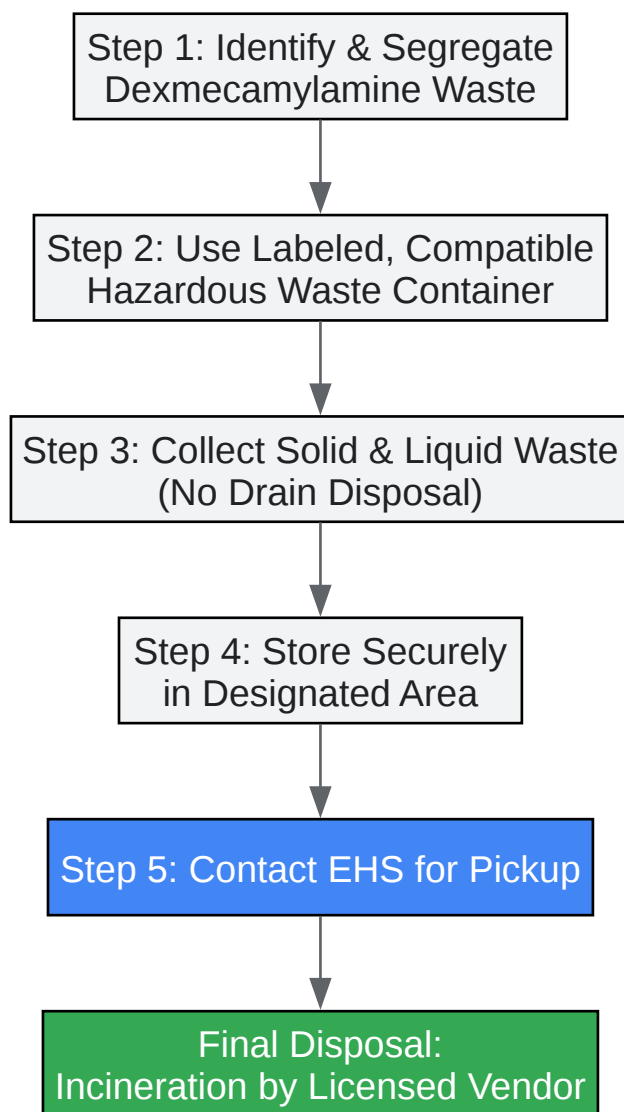 Step 1: Identify & Segregate
Dexmecamylamine Waste
Step 2: Use Labeled, Compatible
Hazardous Waste Container
Step 3: Collect Solid & Liquid Waste
(No Drain Disposal)
Step 4: Store Securely
in Designated Area
Step 5: Contact EHS for Pickup
Final Disposal:
Incineration by Licensed Vendor